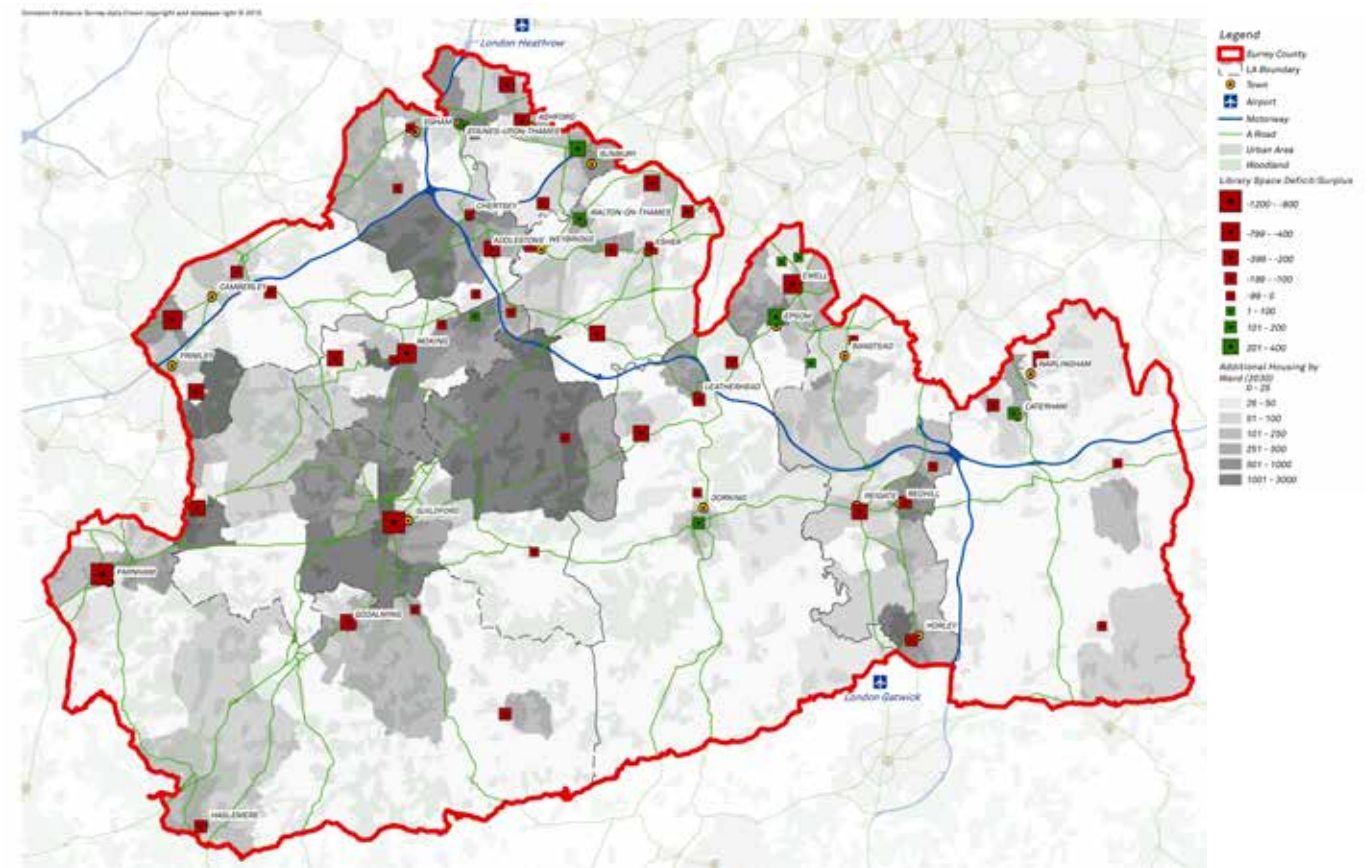 London Heathrow
ASHFORD
EGHAM
STAINES-UPON-THAMES
SUNBURY
CHERTSEY
WALTON-ON-THAMES
ADDLESTONE
WEYBRIDGE
ESHER
CAMBERLEY
EWELL
EPSOM
WOKING
BANSTEAD
FRIMLEY
WARLINGHAM
LEATHERHEAD
CATERHAM
DORKING
REIGATE
REDHILL
GUILDFORD
FARNHAM
GODALMING
HORLEY
London Gatwick
HASLEMERE
Legend
Surrey County
LA Boundary
Town
Airport
Motorway
A Road
Urban Area
Woodland
Library Space Deficit/Surplus
-1200 - -800
-799 - -400
-399 - -200
-199 - -100
-99 - 0
1 - 100
101 - 200
201 - 400
Additional Housing by
Ward (2030)
0 - 25
26 - 50
51 - 100
101 - 250
251 - 500
501 - 1000
1001 - 3000